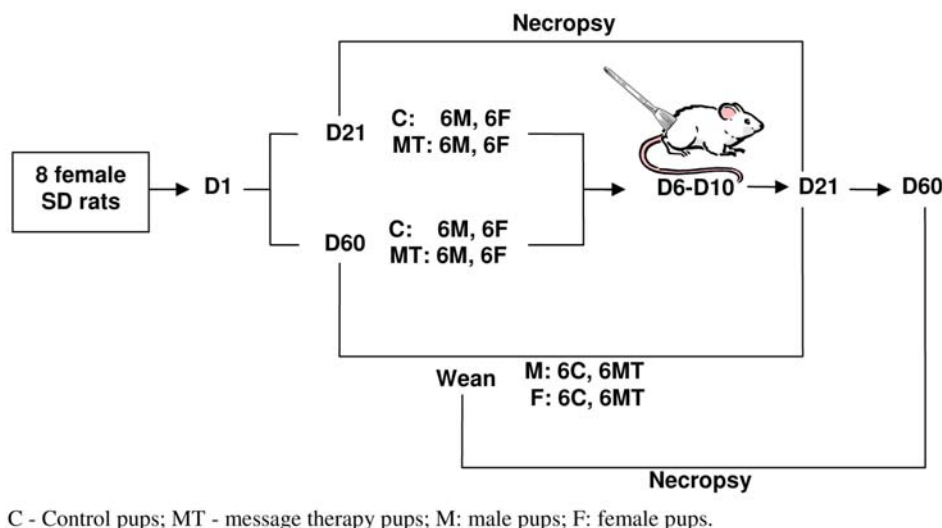 Necropsy
8 female
SD rats
D1
D21
C: 6M, 6F
MT: 6M, 6F
D60
C: 6M, 6F
MT: 6M, 6F
D6-D10
D21
D60
Wean
M: 6C, 6MT
F: 6C, 6MT
Necropsy
C - Control pups; MT - message therapy pups; M: male pups; F: female pups.